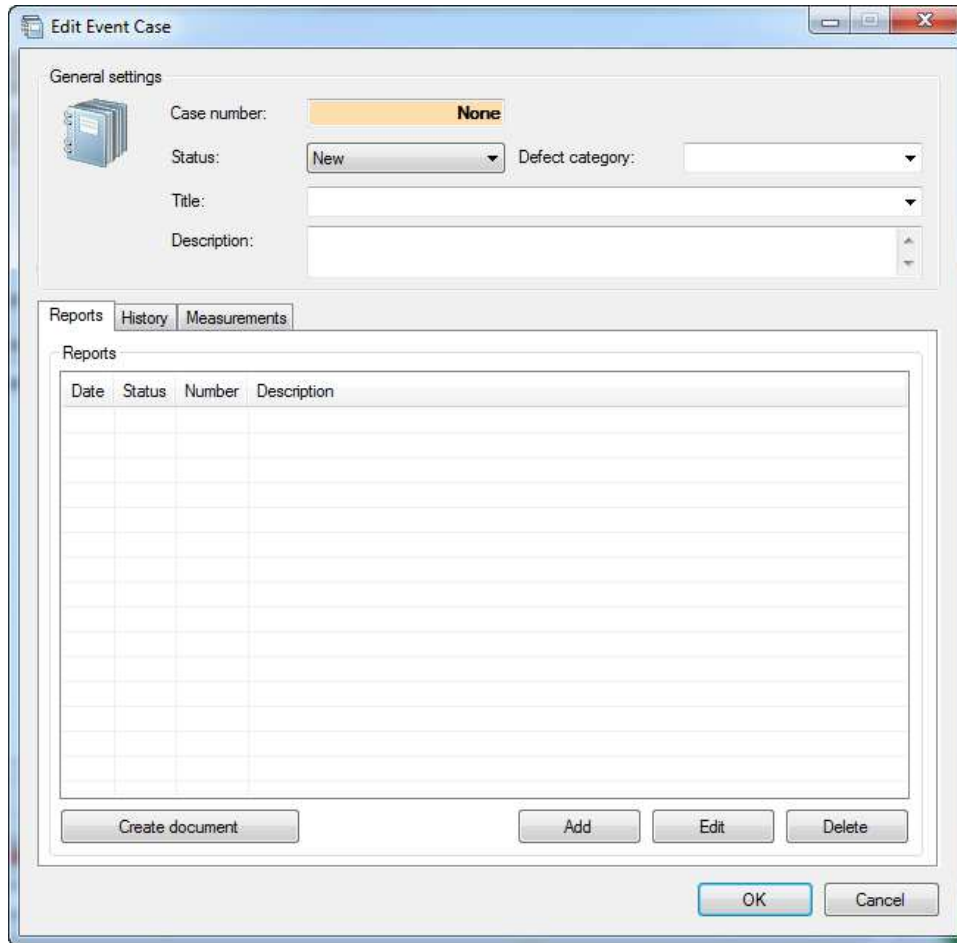 Edit Event Case
General settings
Case number: None
Status: New Defect category:
Title:
Description:
Reports History Measurements
Reports
Date Status Number Description
Create document Add Edit Delete
OK Cancel